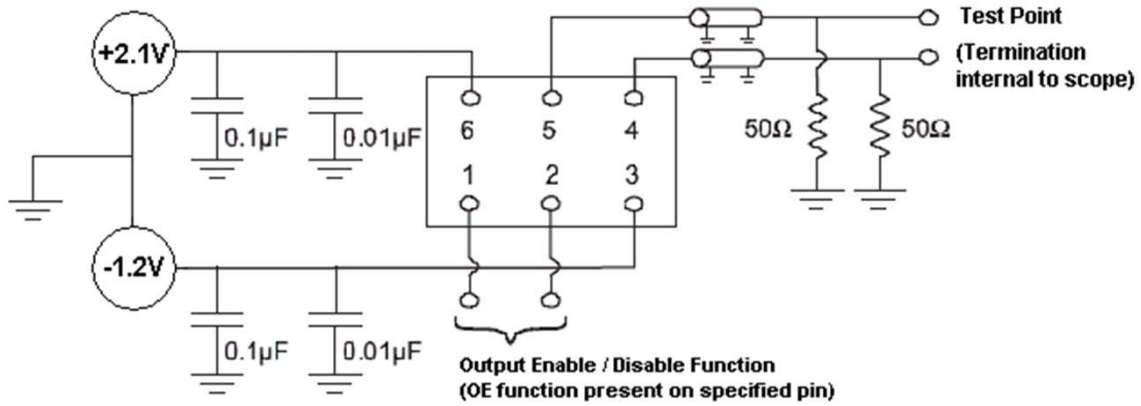 +2.1V
0.1µF
0.01µF
6 5 4
1 2 3
50Ω
50Ω
Test Point
(Termination
internal to scope)
-1.2V
0.1µF
0.01µF
Output Enable / Disable Function
(OE function present on specified pin)